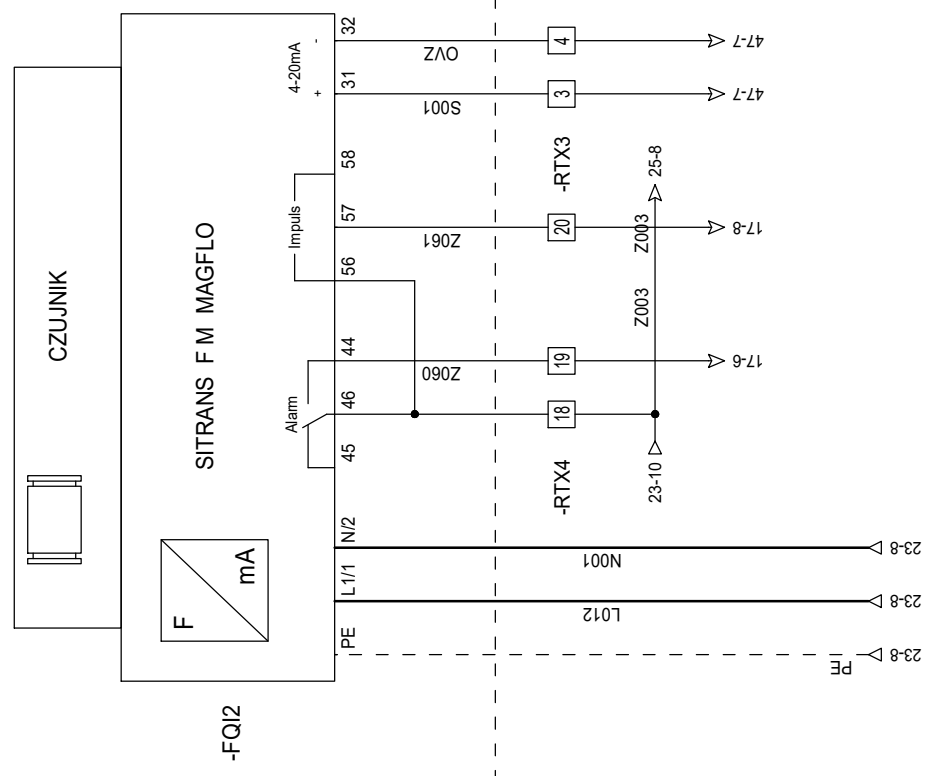 CZUJNIK
SITRANS F M MAGFLO
F
mA
-FQI2
4-20mA
+
-
Impuls
Alarm
PE
L1/1
N/2
45
46
44
56
57
58
31
32
PE
L012
N001
Z060
Z061
S001
OVZ
-RTX4
18
19
20
-RTX3
3
4
Z003
Z003
23-10
25-8
23-8
23-8
23-8
17-6
17-8
47-7
47-7